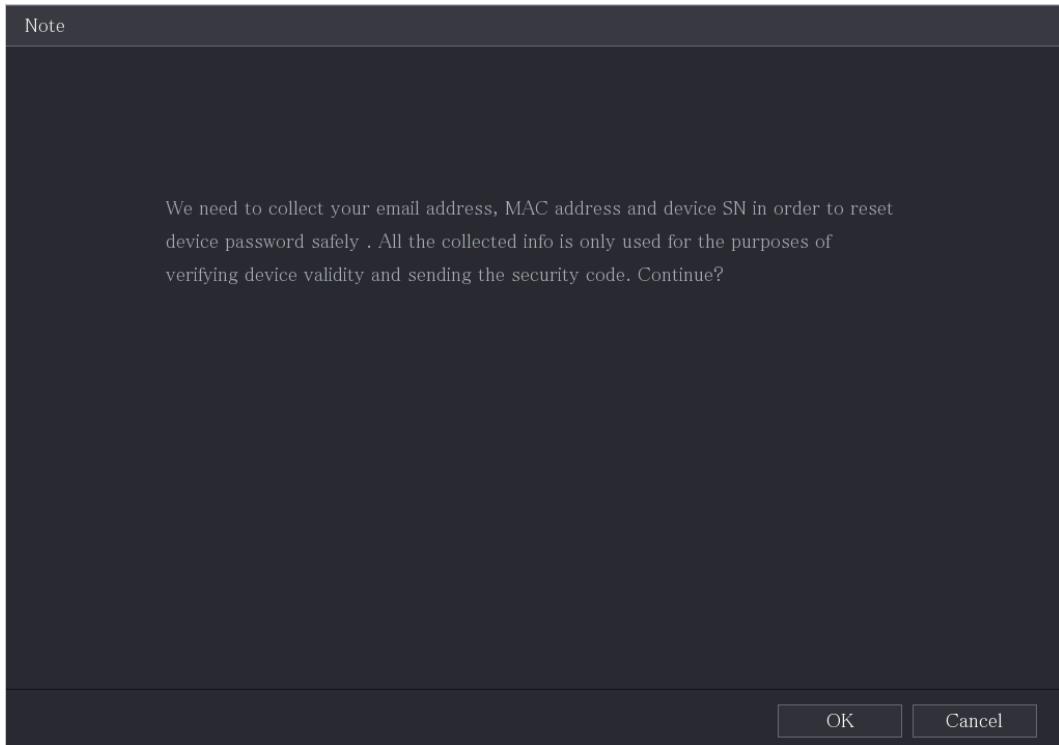 Note
We need to collect your email address, MAC address and device SN in order to reset
device password safely . All the collected info is only used for the purposes of
verifying device validity and sending the security code. Continue?
OK
Cancel